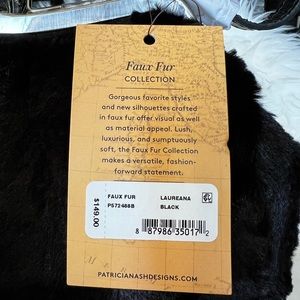 Faux Fur
COLLECTION
Gorgeous favorite styles
and new silhouettes crafted
in faux fur offer visual as well
as material appeal. Lush,
luxurious, and sumptuously
soft, the Faux Fur Collection
makes a versatile, fashion-
forward statement.
$149.00
FAUX FUR LAUREANA
P572488B BLACK
8 87986 35017 2
PATRICIANASHDESIGNS.COM